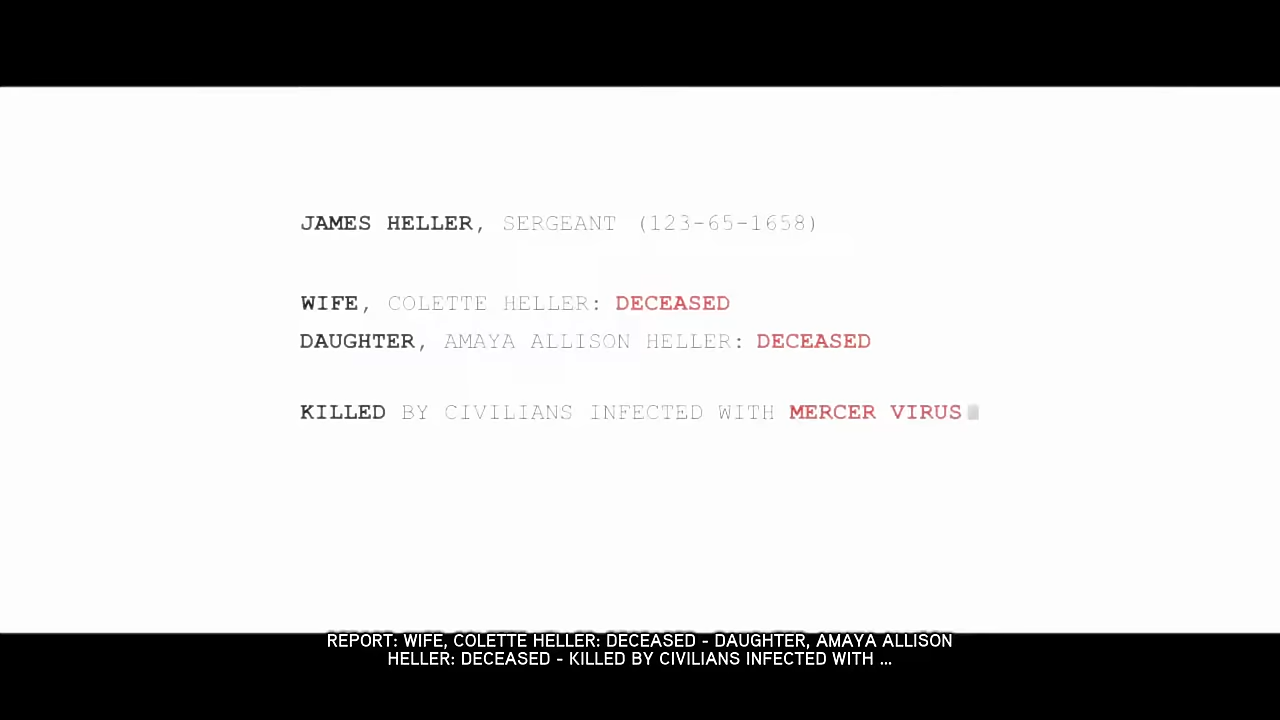 JAMES HELLER, SERGEANT (123-65-1658)
WIFE, COLETTE HELLER: DECEASED
DAUGHTER, AMAYA ALLISON HELLER: DECEASED
KILLED BY CIVILIANS INFECTED WITH MERCER VIRUS
REPORT: WIFE, COLETTE HELLER: DECEASED - DAUGHTER, AMAYA ALLISON
HELLER: DECEASED - KILLED BY CIVILIANS INFECTED WITH ...